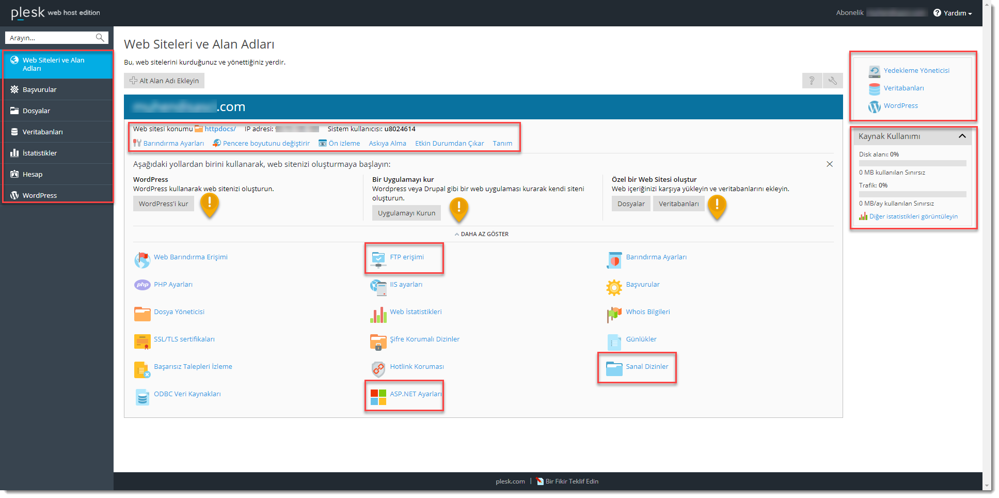 plesk web host edition
Abonelik
Yardım
Arayın...
Web Siteleri ve Alan
Adları
Başvurular
Dosyalar
Veritabanları
İstatistikler
Hesap
WordPress
Web Siteleri ve Alan Adları
Bu, web sitelerini kurduğunuz ve yönettiğiniz yerdir.
Alt Alan Adı Ekleyin
?
.com
Web sitesi konumu httpdocs/ IP adresi: Sistem kullanıcısı: u8024614
Barındırma Ayarları Pencere boyutunu değiştirir Ön izleme Askıya Alma Etkin Durumdan Çıkar Tanım
Aşağıdaki yollardan birini kullanarak, web sitenizi oluşturmaya başlayın:
WordPress
WordPress kullanarak web sitenizi oluşturun.
WordPress'i kur
Bir Uygulamayı kur
Wordpress veya Drupal gibi bir web uygulaması kurarak kendi siteni
oluşturun.
Uygulamayı Kurun
Özel bir Web Sitesi oluştur
Web içeriğinizi karşıya yükleyin ve veritabanlarını ekleyin.
Dosyalar Veritabanları
DAHA AZ GÖSTER
Web Barındırma Erişimi
FTP erişimi
Barındırma Ayarları
php PHP Ayarları
IIS ayarları
Başvurular
Dosya Yöneticisi
Web İstatistikleri
Whois Bilgileri
SSL/TLS sertifikaları
Şifre Korumalı Dizinler
Günlükler
Başarısız Talepleri İzleme
Hotlink Koruması
Sanal Dizinler
ODBC Veri Kaynakları
ASP.NET Ayarları
Yedekleme Yöneticisi
Veritabanları
WordPress
Kaynak Kullanımı
Disk alanı: 0%
0 MB kullanılan Sınırsız
Trafik: 0%
0 MB/ay kullanılan Sınırsız
Diğer istatistikleri görüntüleyin
plesk.com | Bir Fikir Teklif Edin